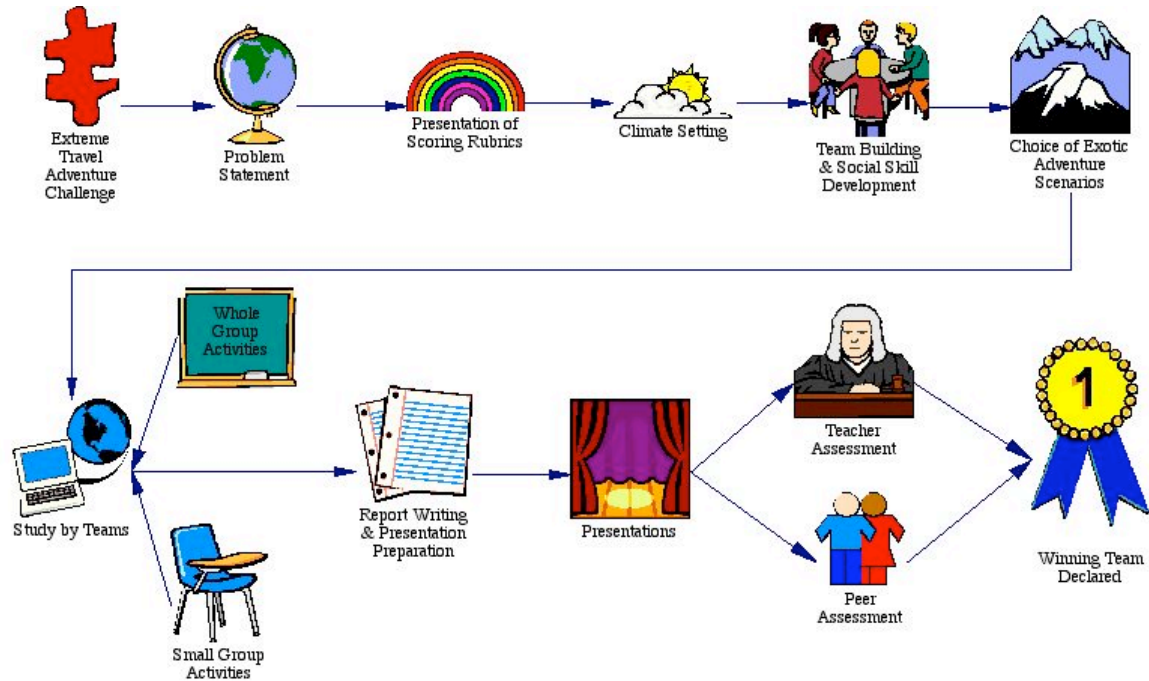 Extreme
Travel
Adventure
Challenge
Problem
Statement
Presentation of
Scoring Rubrics
Climate Setting
Team Building
& Social Skill
Development
Choice of Exotic
Adventure
Scenarios
Whole
Group
Activities
Study by Teams
Small Group
Activities
Report Writing
& Presentation
Preparation
Presentations
Teacher
Assessment
Peer
Assessment
1
Winning Team
Declared